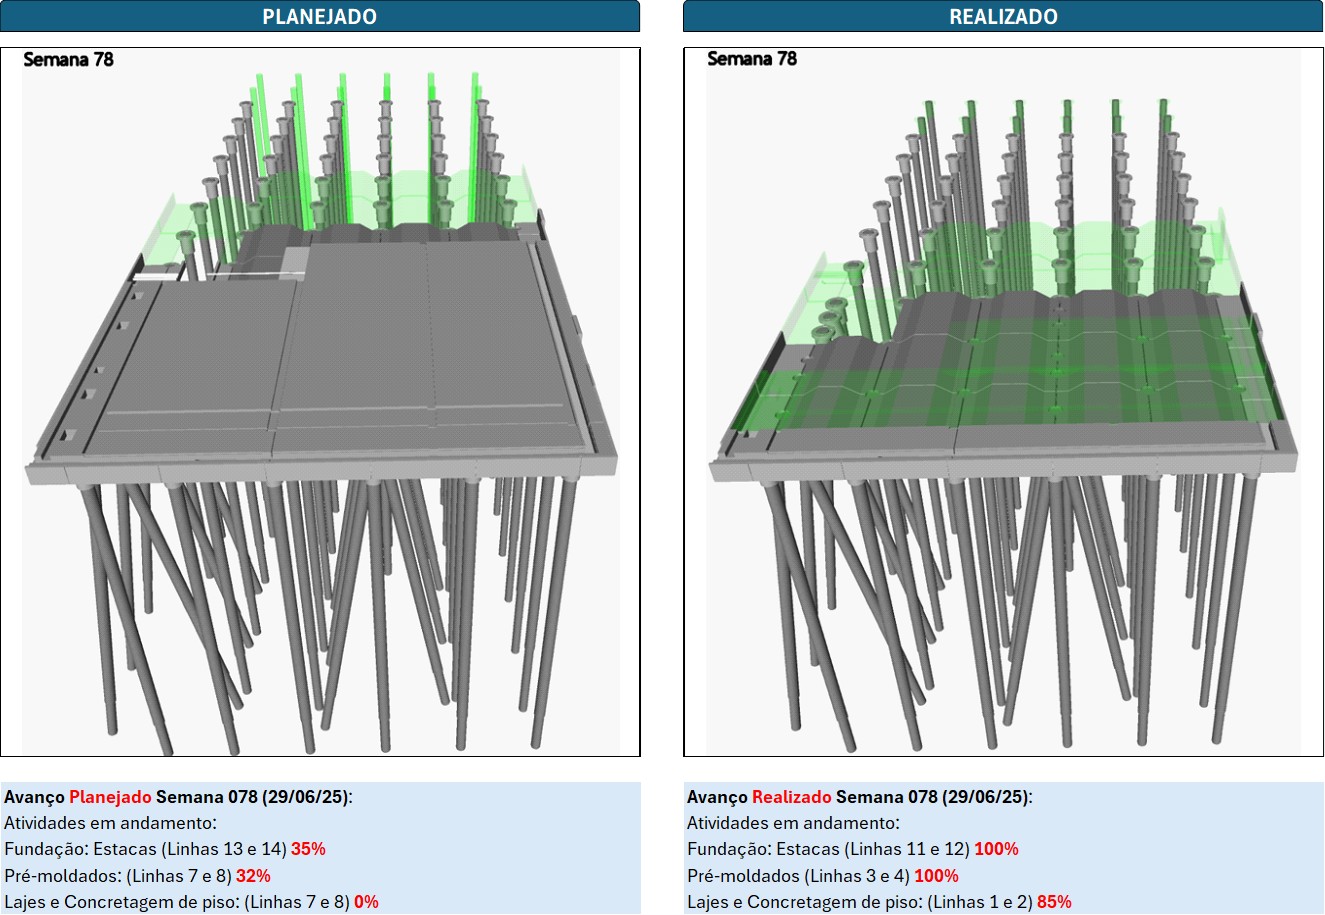 PLANEJADO
REALIZADO
Semana 78
Semana 78
Avanço Planejado Semana 078 (29/06/25):
Atividades em andamento:
Fundação: Estacas (Linhas 13 e 14) 35%
Pré-moldados: (Linhas 7 e 8) 32%
Lajes e Concretagem de piso: (Linhas 7 e 8) 0%
Avanço Realizado Semana 078 (29/06/25):
Atividades em andamento:
Fundação: Estacas (Linhas 11 e 12) 100%
Pré-moldados (Linhas 3 e 4) 100%
Lajes e Concretagem de piso: (Linhas 1 e 2) 85%